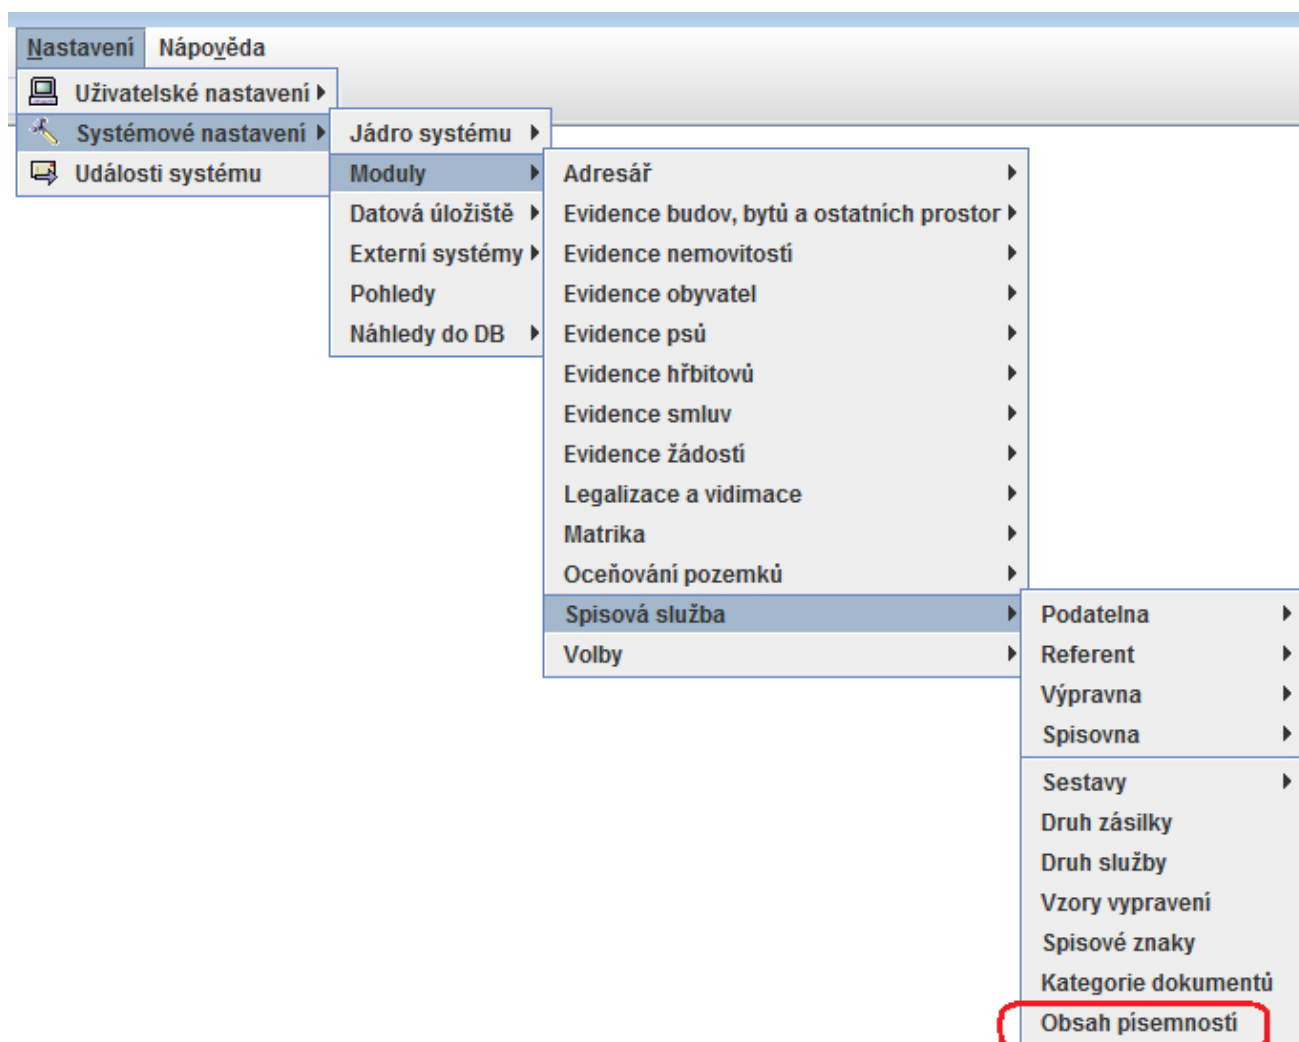 Nastavení Nápověda
Uživatelské nastavení
Systémové nastavení
Události systému
Jádro systému
Moduly
Datová úložiště
Externí systémy
Pohledy
Náhledy do DB
Adresář
Evidence budov, bytů a ostatních prostor
Evidence nemovitostí
Evidence obyvatel
Evidence psů
Evidence hřbitovů
Evidence smluv
Evidence žádostí
Legalizace a vidimace
Matrika
Oceňování pozemků
Spisová služba
Volby
Podatelna
Referent
Výpravna
Spisovna
Sestavy
Druh zásilky
Druh služby
Vzory vypravení
Spisové znaky
Kategorie dokumentů
Obsah písemností